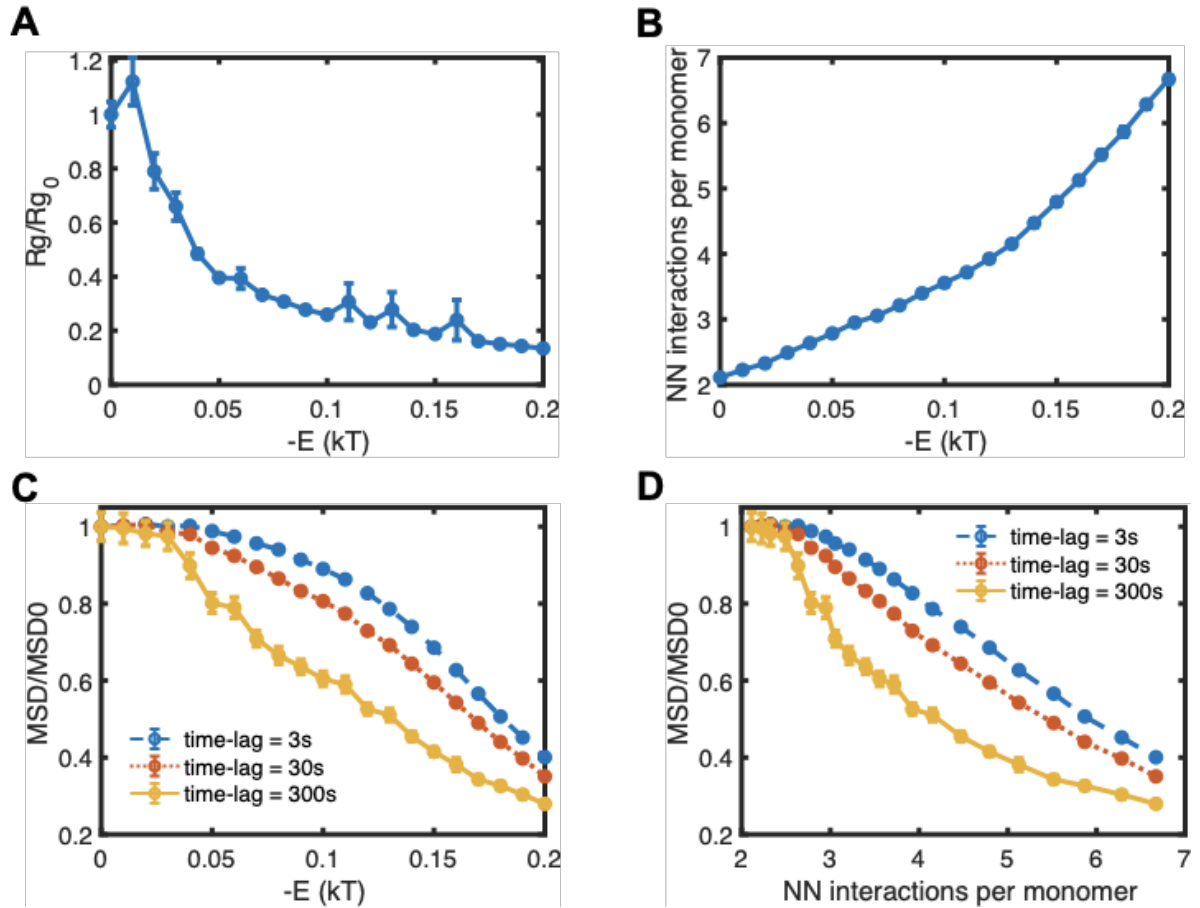 A
Rg/Rg0
1.2
1
0.8
0.6
0.4
0.2
0
0 0.05 0.1 0.15 0.2
-E (kT)
B
NN interactions per monomer
7
6
5
4
3
2
0 0.05 0.1 0.15 0.2
-E (kT)
C
MSD/MSD0
1
0.8
0.6
0.4
0.2
time-lag = 3s
time-lag = 30s
time-lag = 300s
0 0.05 0.1 0.15 0.2
-E (kT)
D
MSD/MSD0
1
0.8
0.6
0.4
0.2
time-lag = 3s
time-lag = 30s
time-lag = 300s
2 3 4 5 6 7
NN interactions per monomer